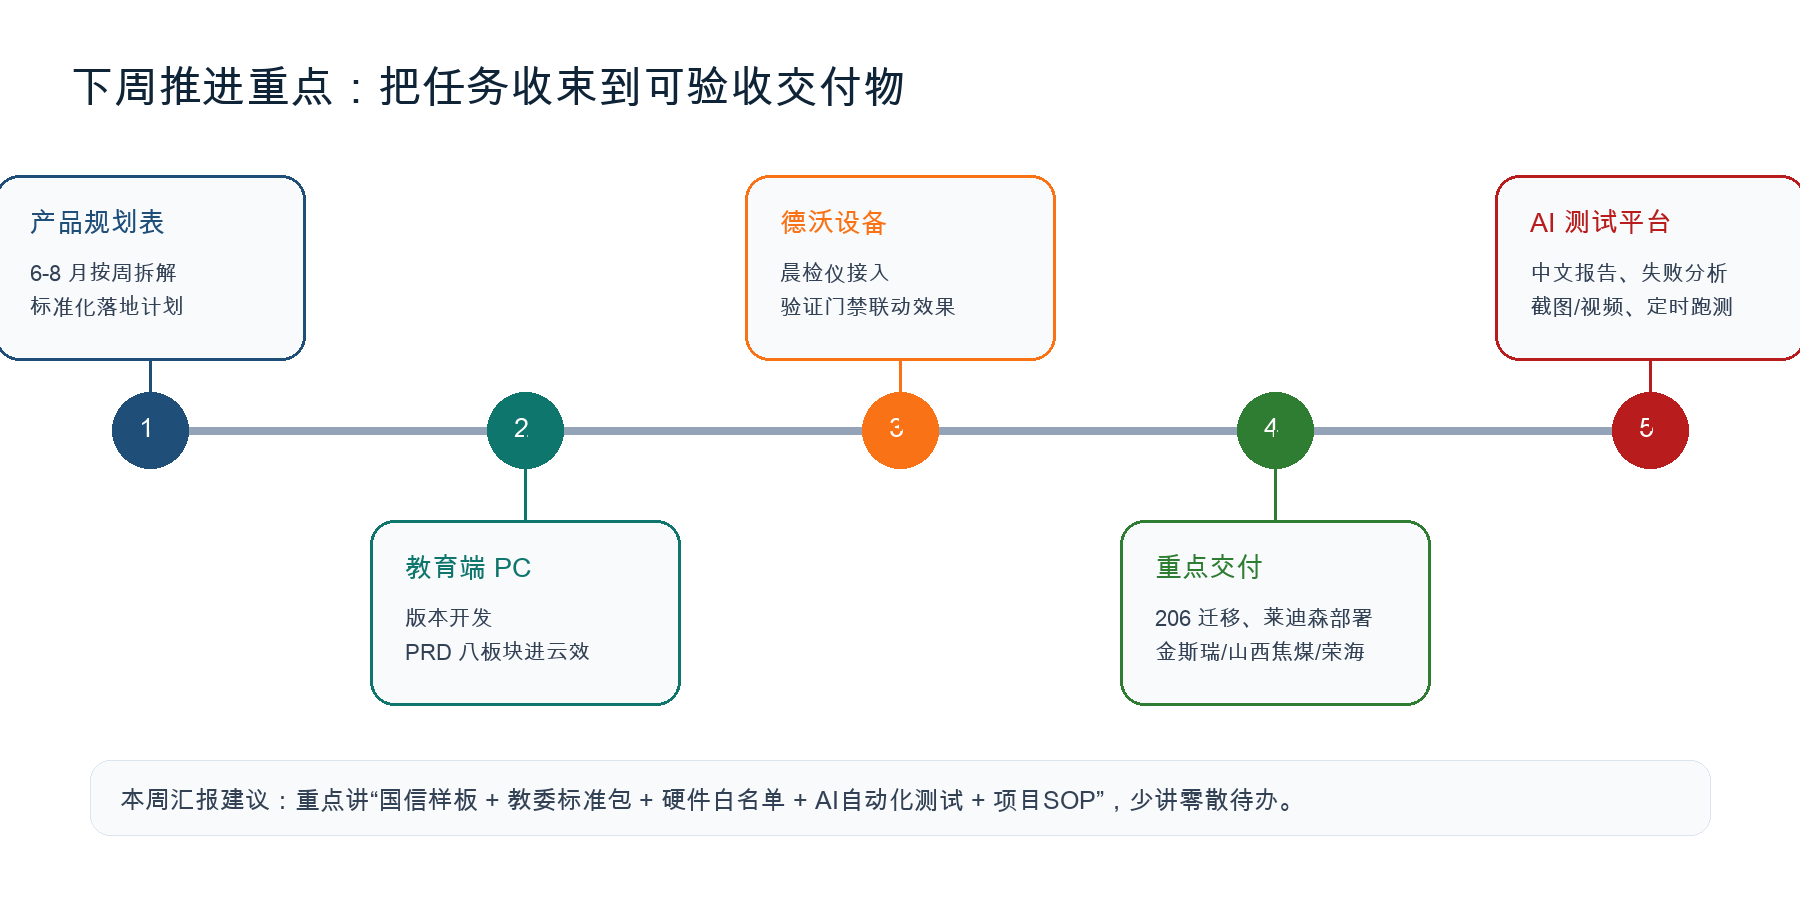 下周推进重点：把任务收束到可验收交付物
产品规划表
6-8 月按周拆解
标准化落地计划
德沃设备
晨检仪接入
验证门禁联动效果
AI 测试平台
中文报告、失败分析
截图/视频、定时跑测
1
2
3
4
5
教育端 PC
版本开发
PRD 八板块进云效
重点交付
206 迁移、莱迪森部署
金斯瑞/山西焦煤/荣海
本周汇报建议：重点讲“国信样板 + 教委标准包 + 硬件白名单 + AI自动化测试 + 项目SOP”，少讲零散待办。